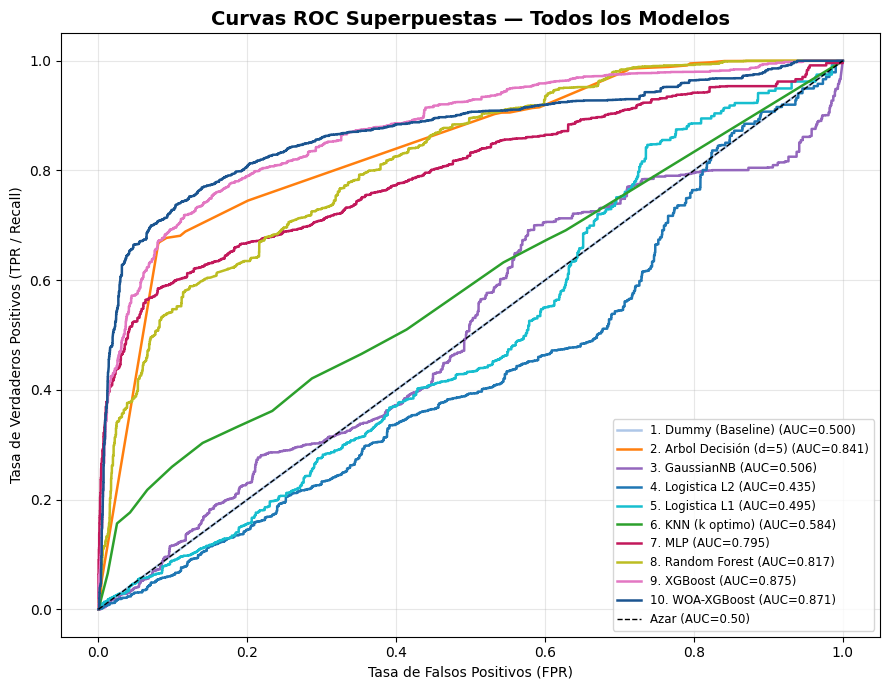 Curvas ROC Superpuestas — Todos los Modelos
Tasa de Verdaderos Positivos (TPR / Recall)
1.0
0.8
0.6
0.4
0.2
0.0
1. Dummy (Baseline) (AUC=0.500)
2. Arbol Decisión (d=5) (AUC=0.841)
3. GaussianNB (AUC=0.506)
4. Logistica L2 (AUC=0.435)
5. Logistica L1 (AUC=0.495)
6. KNN (k optimo) (AUC=0.584)
7. MLP (AUC=0.795)
8. Random Forest (AUC=0.817)
9. XGBoost (AUC=0.875)
10. WOA-XGBoost (AUC=0.871)
Azar (AUC=0.50)
0.0 0.2 0.4 0.6 0.8 1.0
Tasa de Falsos Positivos (FPR)